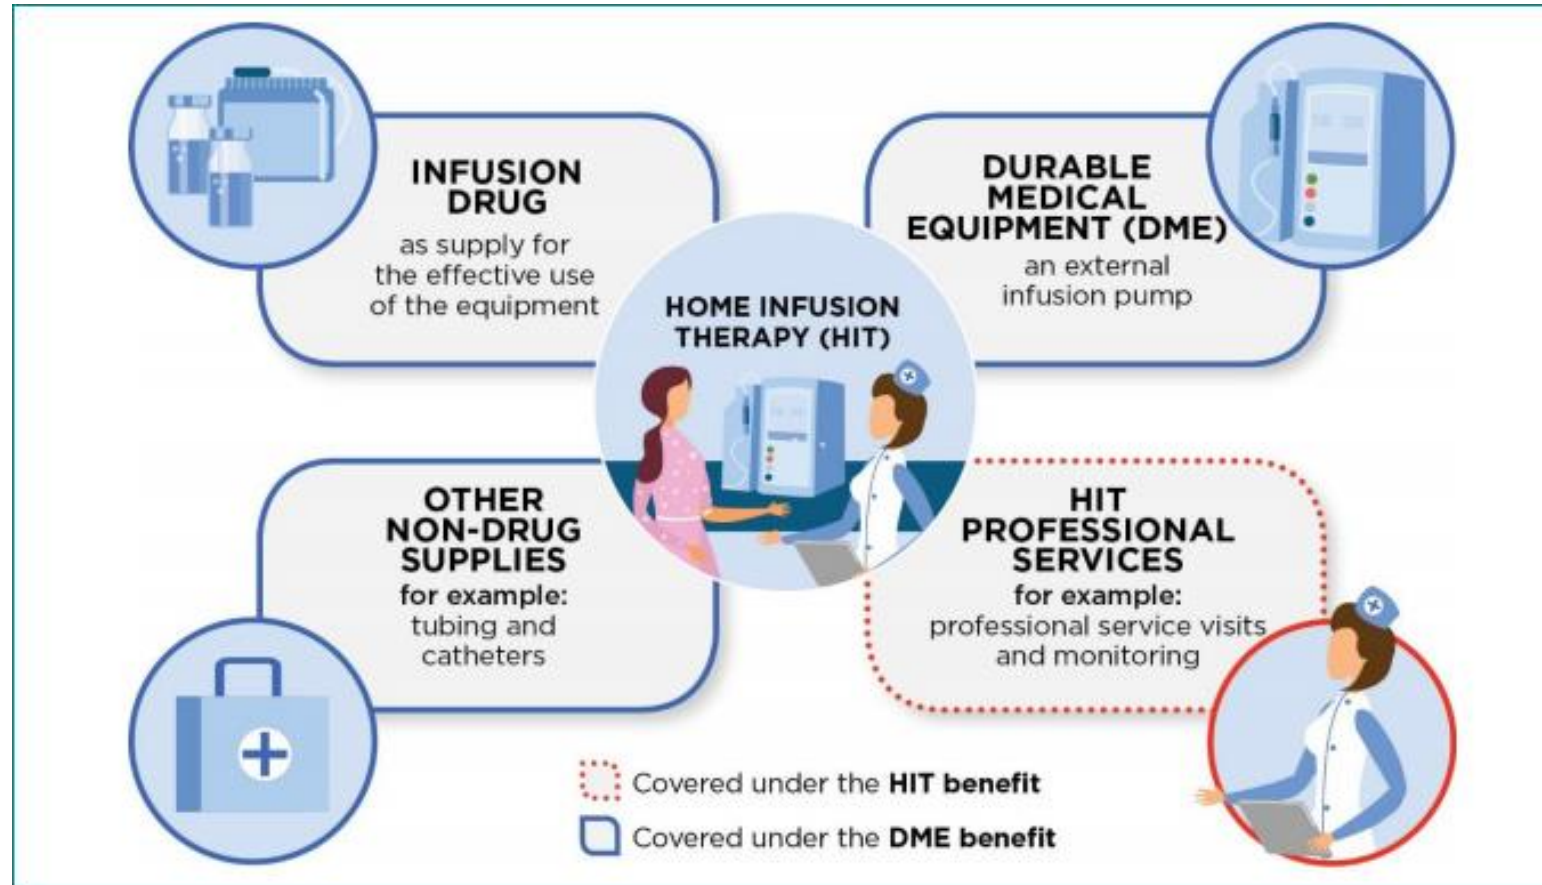 INFUSION
DRUG
as supply for
the effective use
of the equipment
DURABLE
MEDICAL
EQUIPMENT (DME)
an external
infusion pump
HOME INFUSION
THERAPY (HIT)
OTHER
NON-DRUG
SUPPLIES
for example:
tubing and
catheters
HIT
PROFESSIONAL
SERVICES
for example:
professional service visits
and monitoring
Covered under the HIT benefit
Covered under the DME benefit